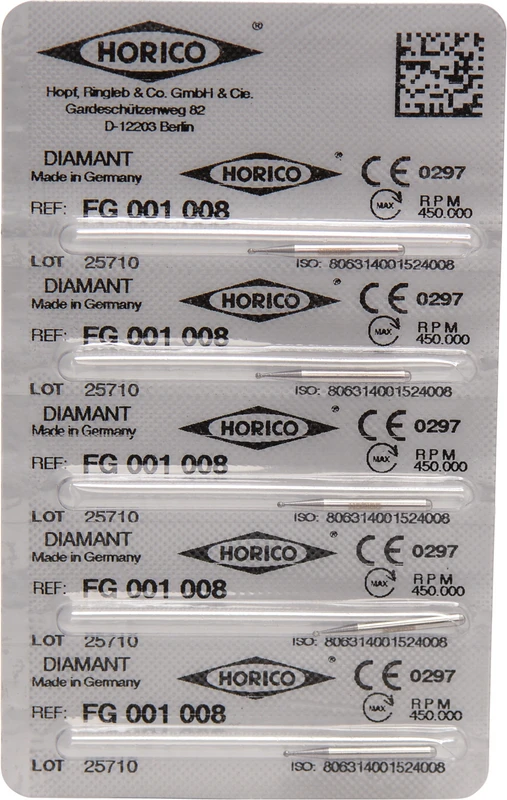 HORICO ®
Hopf, Ringleb & Co. GmbH & Cie.
Gardeschützenweg 82
D-12203 Berlin
DIAMANT HORICO ® CE 0297
Made in Germany
REF: FG 001 008 MAX RPM 450.000
LOT 25710 ISO: 806314001524008
DIAMANT HORICO ® CE 0297
Made in Germany
REF: FG 001 008 MAX RPM 450.000
LOT 25710 ISO: 806314001524008
DIAMANT HORICO ® CE 0297
Made in Germany
REF: FG 001 008 MAX RPM 450.000
LOT 25710 ISO: 806314001524008
DIAMANT HORICO ® CE 0297
Made in Germany
REF: FG 001 008 MAX RPM 450.000
LOT 25710 ISO: 806314001524008
DIAMANT HORICO ® CE 0297
Made in Germany
REF: FG 001 008 MAX RPM 450.000
LOT 25710 ISO: 806314001524008